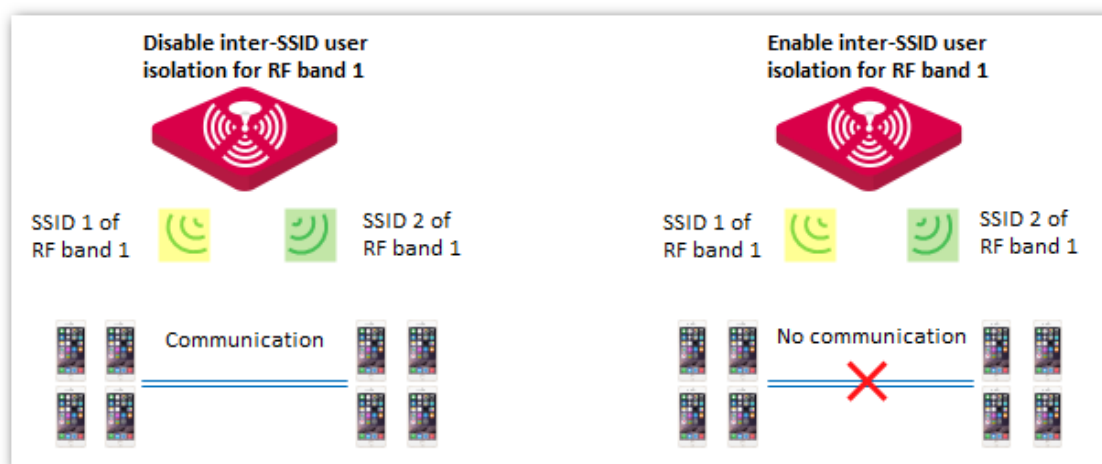 Disable inter-SSID user
isolation for RF band 1
SSID 1 of
RF band 1
SSID 2 of
RF band 1
Communication
Enable inter-SSID user
isolation for RF band 1
SSID 1 of
RF band 1
SSID 2 of
RF band 1
No communication